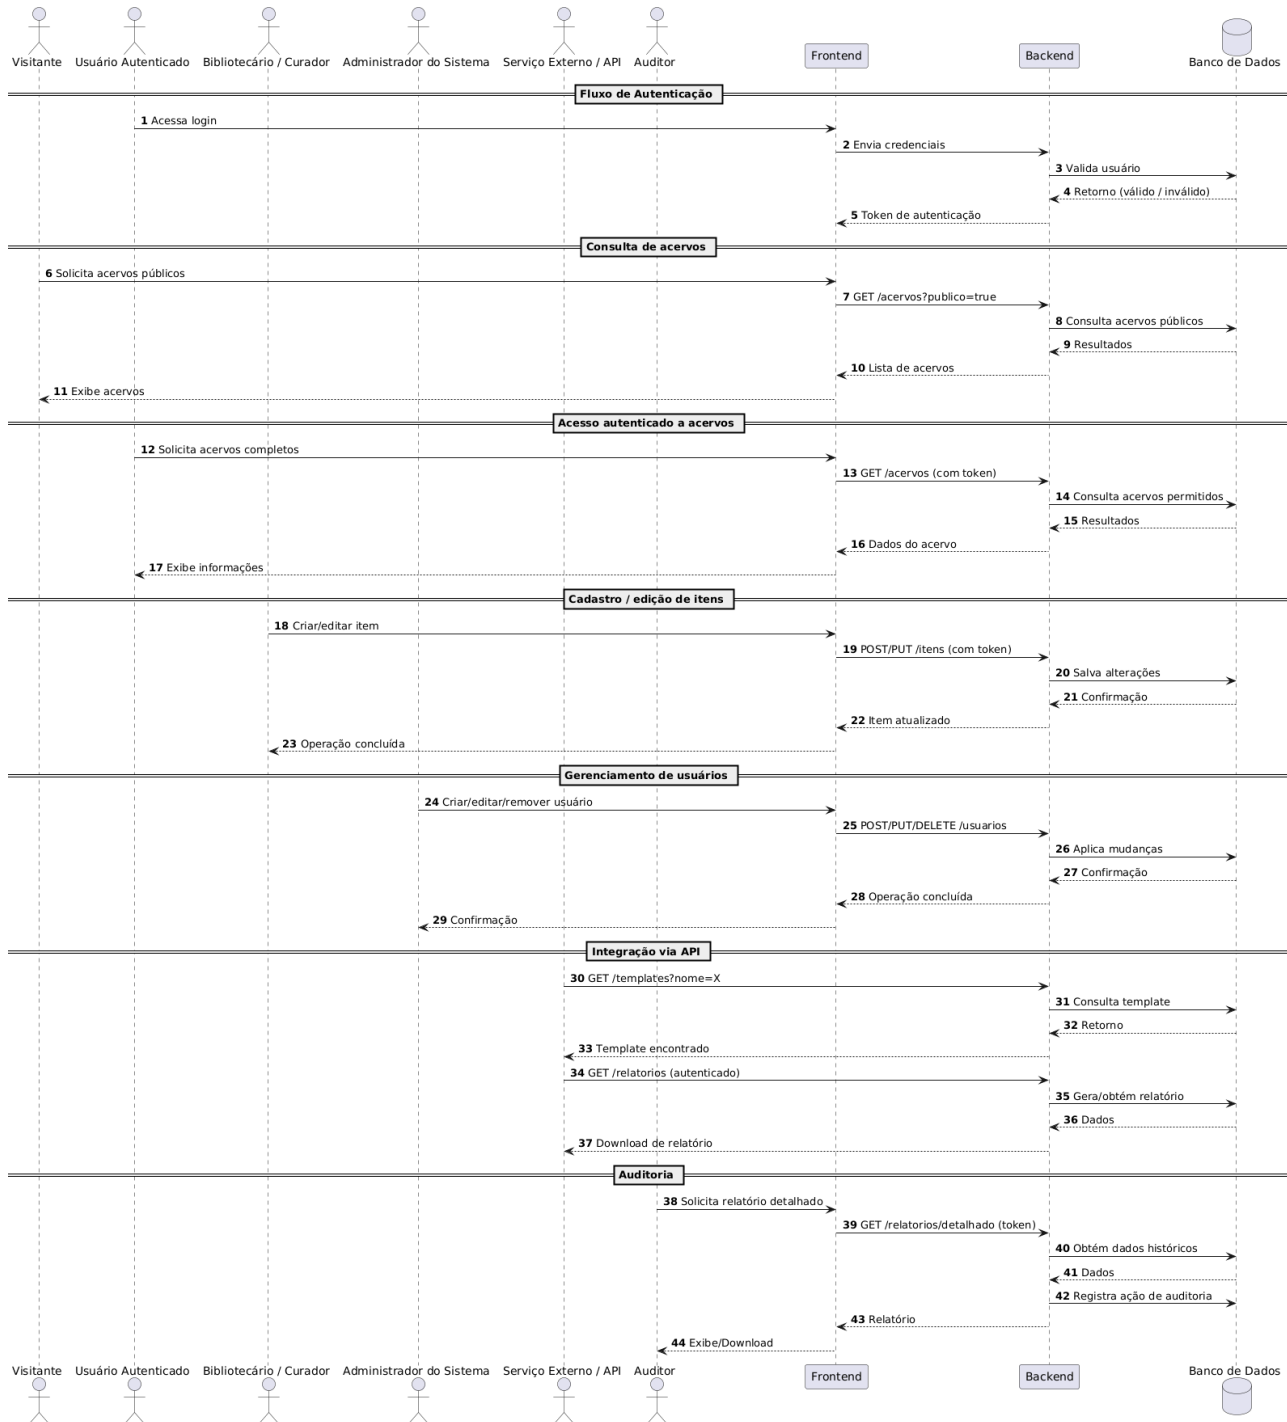 Visitante
Usuário Autenticado
Bibliotecário / Curador
Administrador do Sistema
Serviço Externo / API
Auditor
Frontend
Backend
Banco de Dados
Fluxo de Autenticação
1 Acessa login
2 Envia credenciais
3 Valida usuário
4 Retorno (válido / inválido)
5 Token de autenticação
Consulta de acervos
6 Solicita acervos públicos
7 GET /acervos?publico=true
8 Consulta acervos públicos
9 Resultados
10 Lista de acervos
11 Exibe acervos
Acesso autenticado a acervos
12 Solicita acervos completos
13 GET /acervos (com token)
14 Consulta acervos permitidos
15 Resultados
16 Dados do acervo
17 Exibe informações
Cadastro / edição de itens
18 Criar/editar item
19 POST/PUT /itens (com token)
20 Salva alterações
21 Confirmação
22 Item atualizado
23 Operação concluída
Gerenciamento de usuários
24 Criar/editar/remover usuário
25 POST/PUT/DELETE /usuarios
26 Aplica mudanças
27 Confirmação
28 Operação concluída
29 Confirmação
Integração via API
30 GET /templates?nome=X
31 Consulta template
32 Retorno
33 Template encontrado
34 GET /relatorios (autenticado)
35 Gera/obtém relatório
36 Dados
37 Download de relatório
Auditoria
38 Solicita relatório detalhado
39 GET /relatorios/detalhado (token)
40 Obtém dados históricos
41 Dados
42 Registra ação de auditoria
43 Relatório
44 Exibe/Download
Visitante
Usuário Autenticado
Bibliotecário / Curador
Administrador do Sistema
Serviço Externo / API
Auditor
Frontend
Backend
Banco de Dados